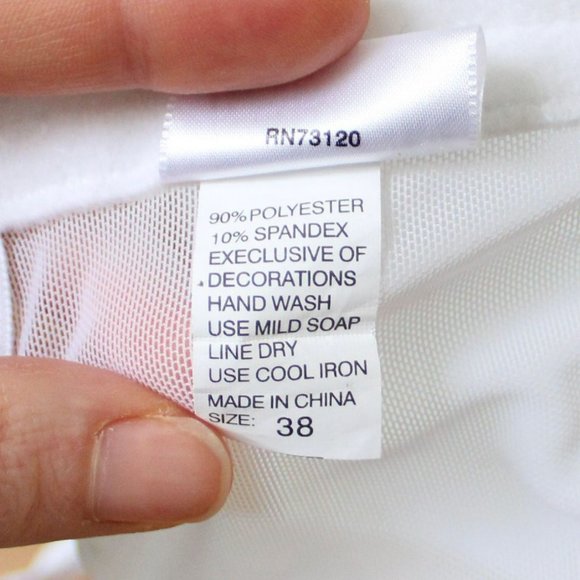 RN73120
90% POLYESTER
10% SPANDEX
EXECLUSIVE OF
DECORATIONS
HAND WASH
USE MILD SOAP
LINE DRY
USE COOL IRON
MADE IN CHINA
SIZE: 38